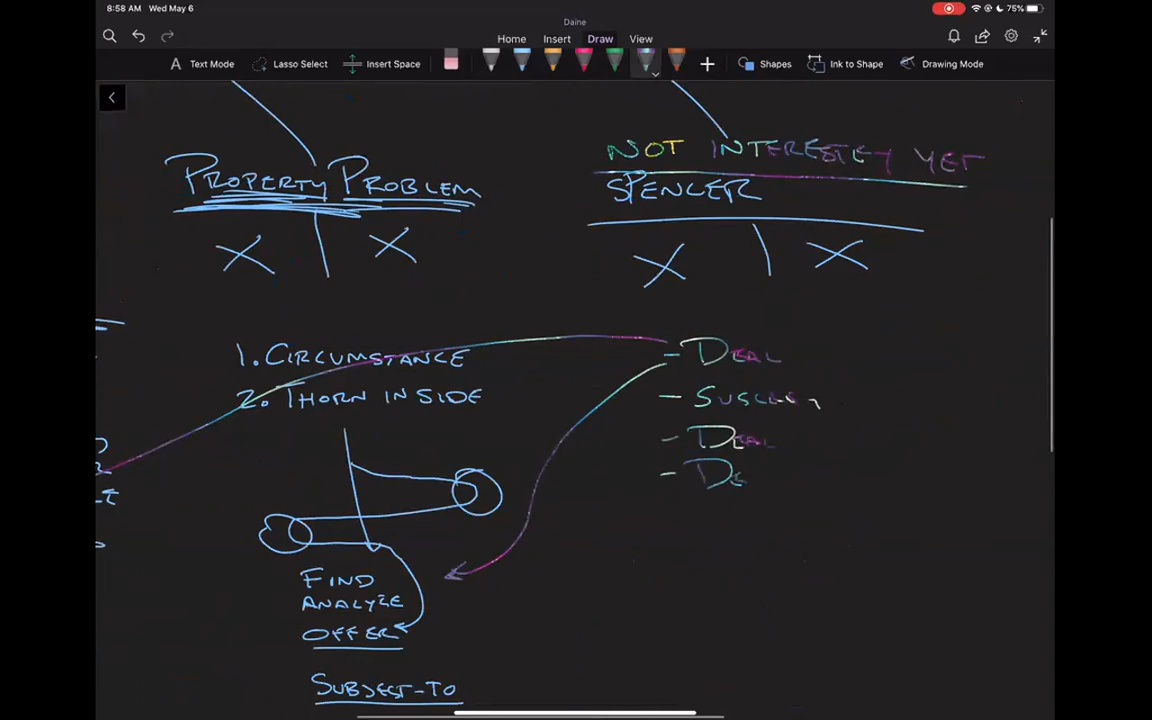 8:58 AM Wed May 6
75%
Daine
Home Insert Draw View
Text Mode Lasso Select Insert Space Shapes Ink to Shape Drawing Mode
NOT INTERESTEY YET
PROPERTY PROBLEM
SPENCER
X X
X X
1. CIRCUMSTANCE
- DEAL
2. THORN IN SIDE
- DEAL
- DE
FIND
ANALYZE
OFFER
SUBJECT-TO